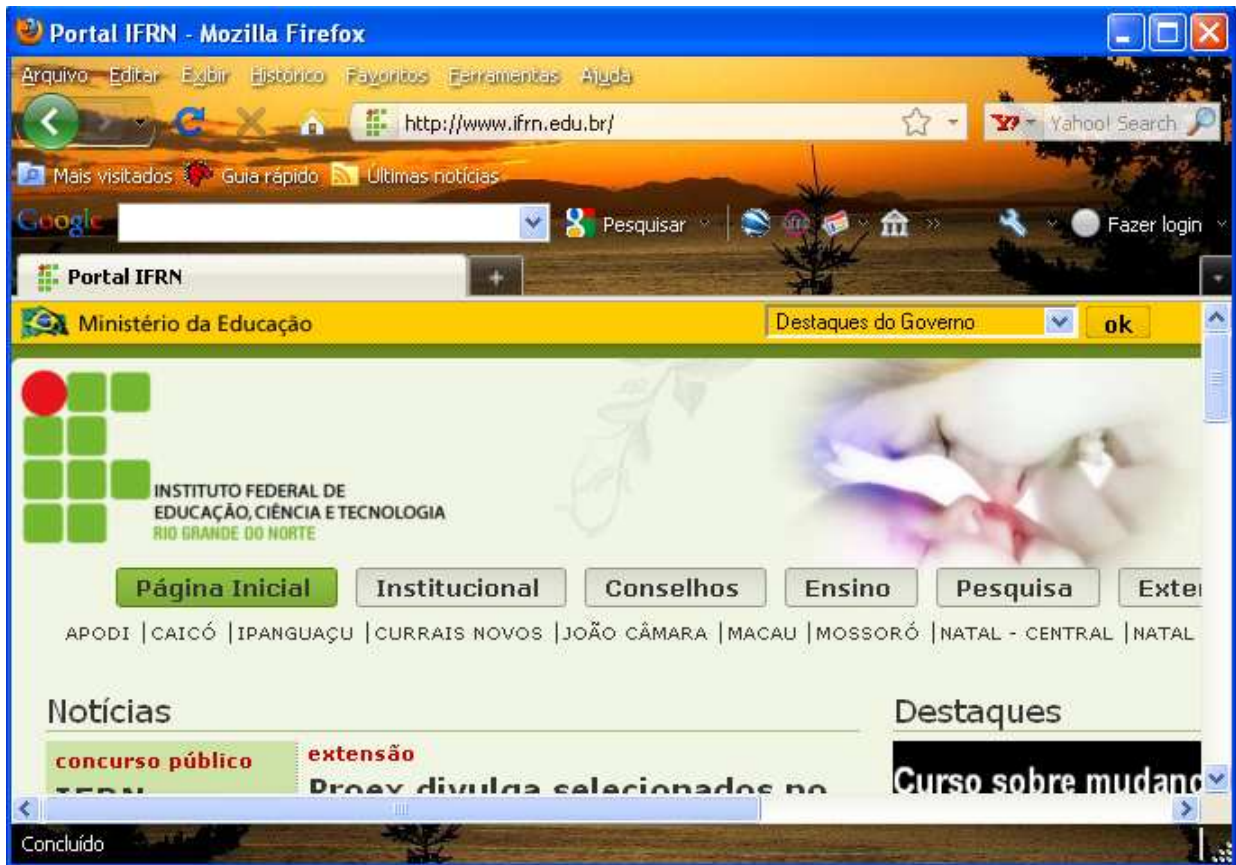 Portal IFRN - Mozilla Firefox
Arquivo Editar Exibir Histórico Favoritos Ferramentas Ajuda
http://www.ifrn.edu.br/ Yahoo! Search
Mais visitados Guia rápido Últimas notícias
Google Pesquisar Fazer login
Portal IFRN
Ministério da Educação Destaques do Governo ok
INSTITUTO FEDERAL DE
EDUCAÇÃO, CIÊNCIA E TECNOLOGIA
RIO GRANDE DO NORTE
Página Inicial Institucional Conselhos Ensino Pesquisa Exter
APODI |CAICÓ |IPANGUAÇU |CURRAIS NOVOS |JOÃO CÂMARA |MACAU |MOSSORÓ |NATAL - CENTRAL |NATAL
Notícias Destaques
concurso público extensão
IFRN Proex divulga selecionados no Curso sobre mudanç
Concluído